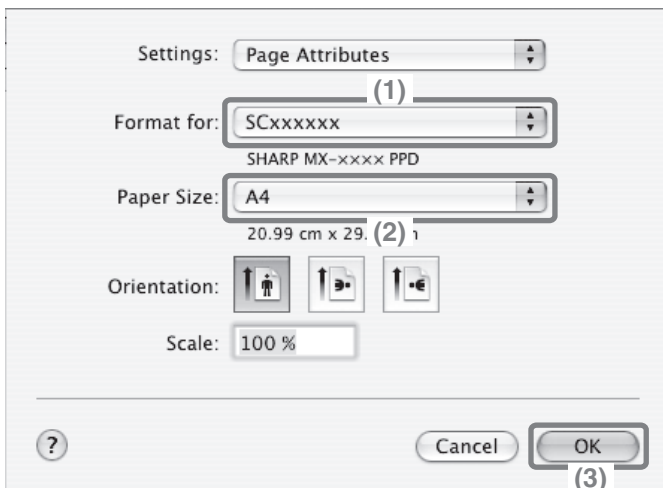 Settings: Page Attributes
(1)
Format for: SCxxxxxx
SHARP MX-xxxx PPD
Paper Size: A4
20.99 cm x 29. (2)
Orientation:
Scale: 100 %
? Cancel OK
(3)